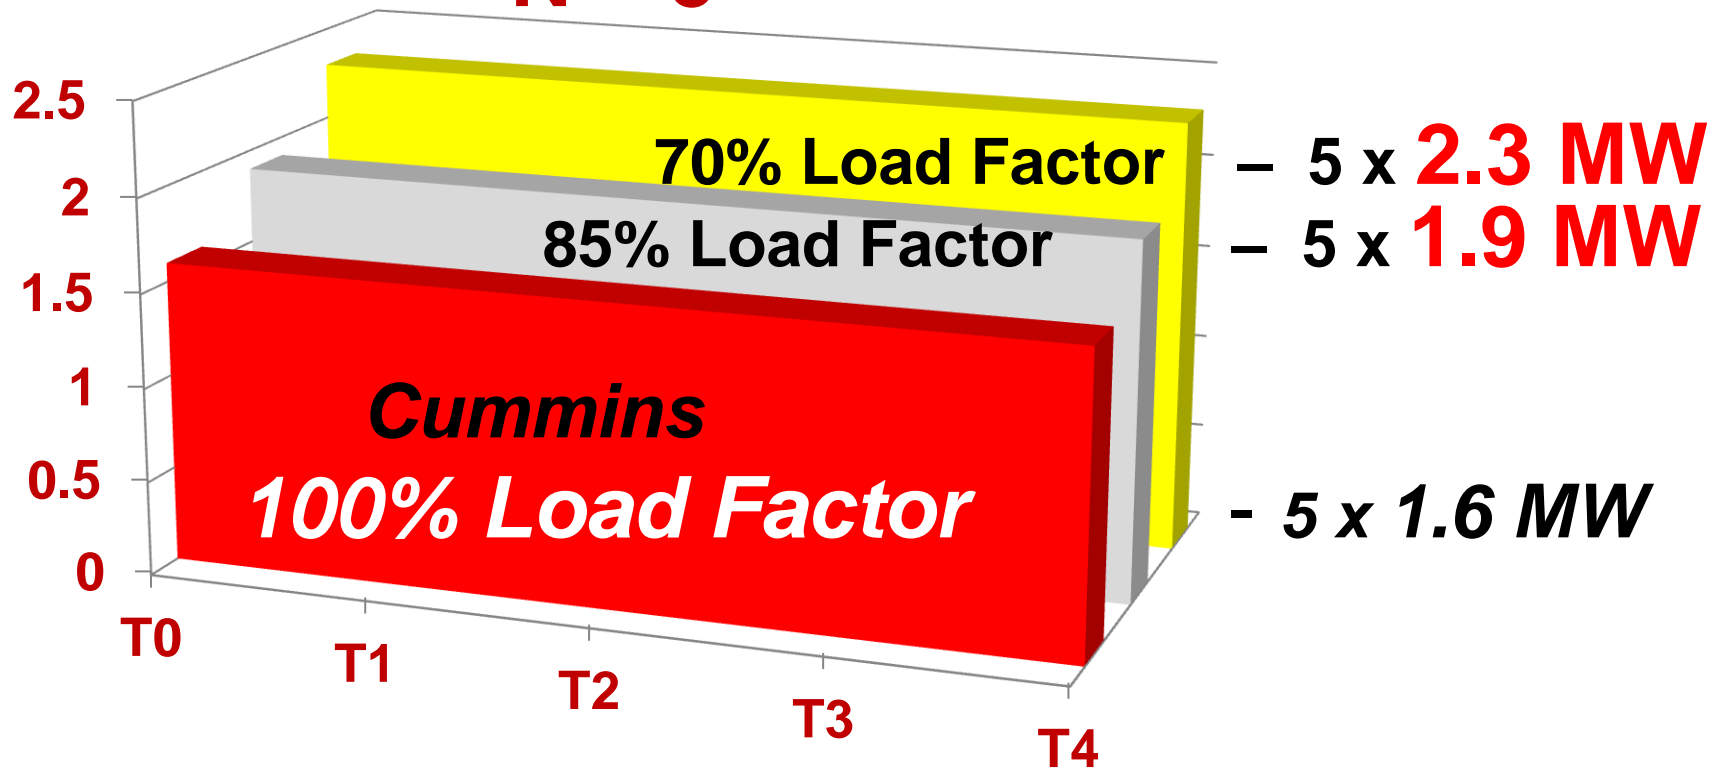 2.5
2
1.5
1
0.5
0
70% Load Factor – 5 x 2.3 MW
85% Load Factor – 5 x 1.9 MW
Cummins
100% Load Factor - 5 x 1.6 MW
T0
T1
T2
T3
T4